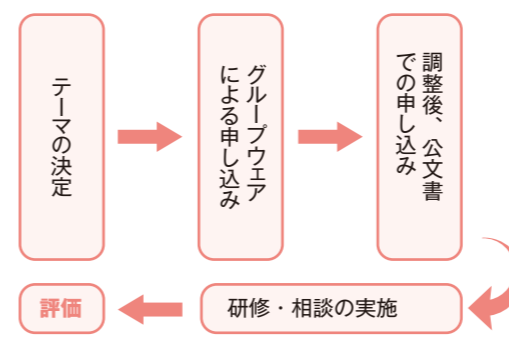 テーマの決定
グループウェア
による申し込み
調整後、公文書
での申し込み
研修・相談の実施
評価